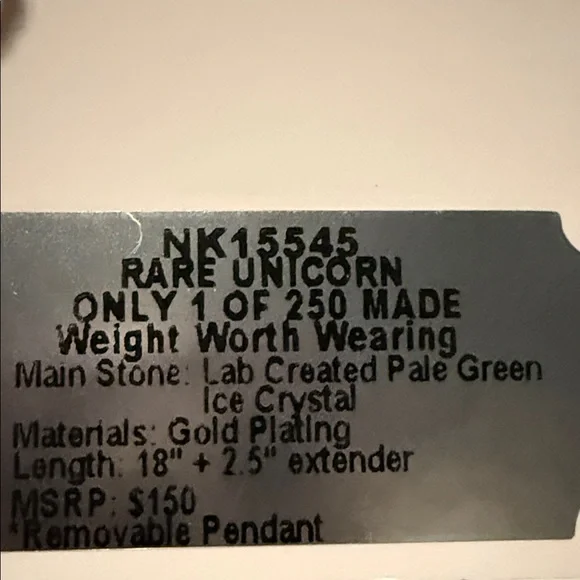 NK15545
RARE UNICORN
ONLY 1 OF 250 MADE
Weight Worth Wearing
Main Stone: Lab Created Pale Green
Ice Crystal
Materials: Gold Plating
Length: 18" + 2.5" extender
MSRP: $150
*Removable Pendant